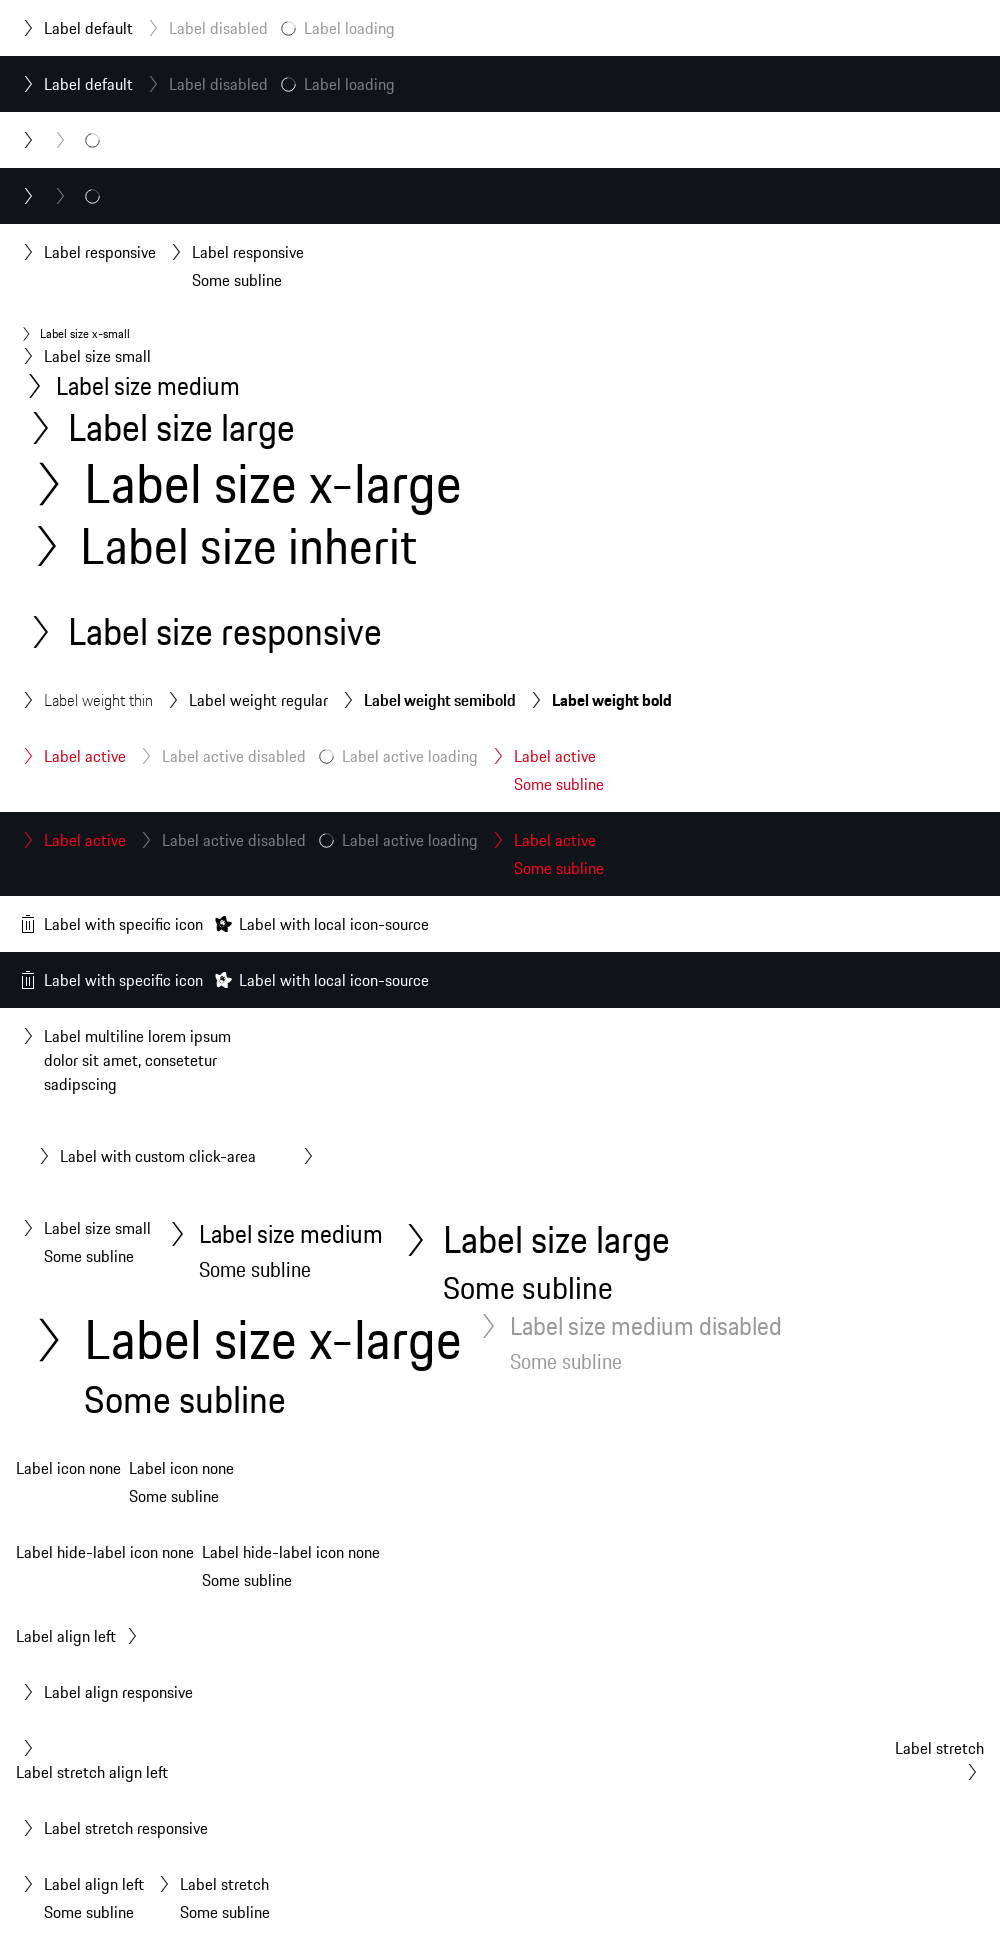 Label default Label disabled Label loading
Label default Label disabled Label loading
Label responsive Label responsive
Some subline
Label size x-small
Label size small
Label size medium
Label size large
Label size x-large
Label size inherit
Label size responsive
Label weight thin Label weight regular Label weight semibold Label weight bold
Label active Label active disabled Label active loading Label active
Some subline
Label active Label active disabled Label active loading Label active
Some subline
Label with specific icon Label with local icon-source
Label with specific icon Label with local icon-source
Label multiline lorem ipsum
dolor sit amet, consetetur
sadipscing
Label with custom click-area
Label size small Label size medium Label size large
Some subline Some subline Some subline
Label size x-large Label size medium disabled
Some subline Some subline
Label icon none Label icon none
Some subline
Label hide-label icon none Label hide-label icon none
Some subline
Label align left
Label align responsive
Label stretch
Label stretch align left
Label stretch responsive
Label align left Label stretch
Some subline Some subline